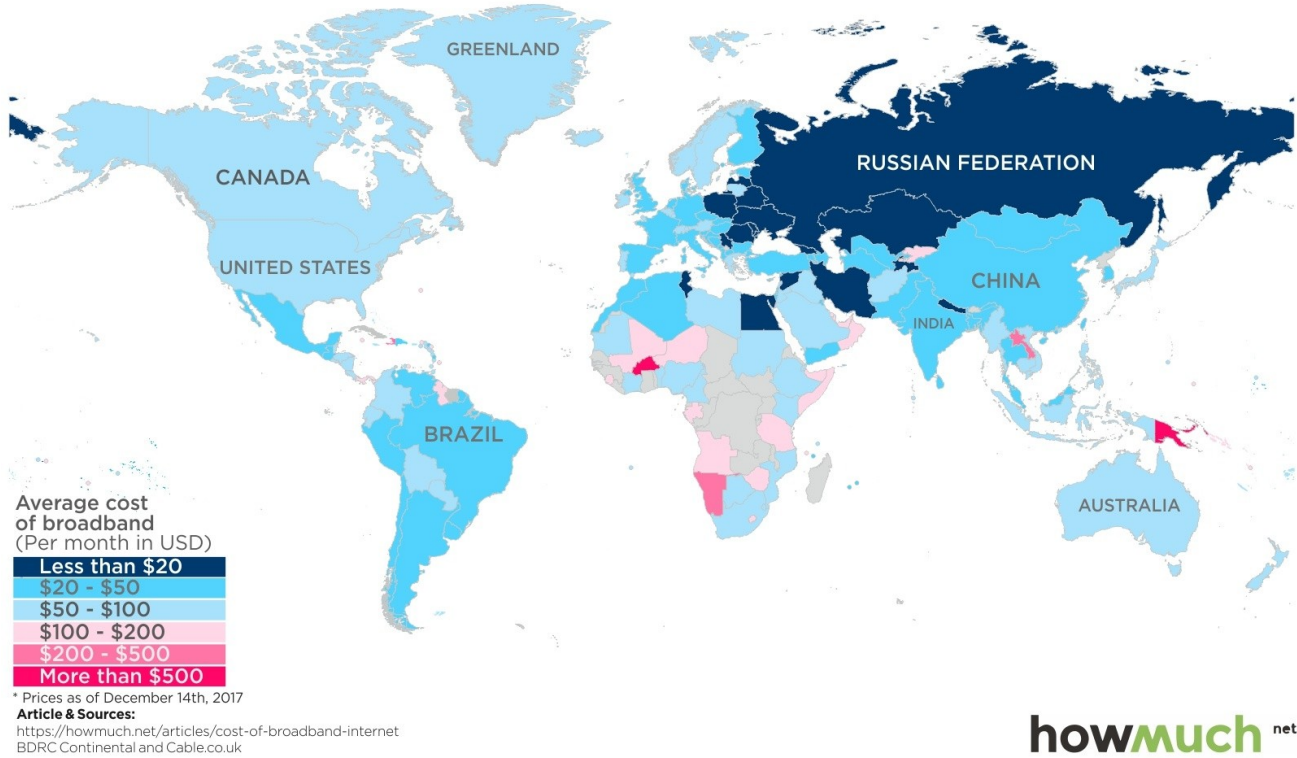 GREENLAND
CANADA
RUSSIAN FEDERATION
UNITED STATES
CHINA
INDIA
BRAZIL
AUSTRALIA
Average cost
of broadband
(Per month in USD)
Less than $20
$20 - $50
$50 - $100
$100 - $200
$200 - $500
More than $500
* Prices as of December 14th, 2017
Article & Sources:
https://howmuch.net/articles/cost-of-broadband-internet
BDRC Continental and Cable.co.uk
howmuch net